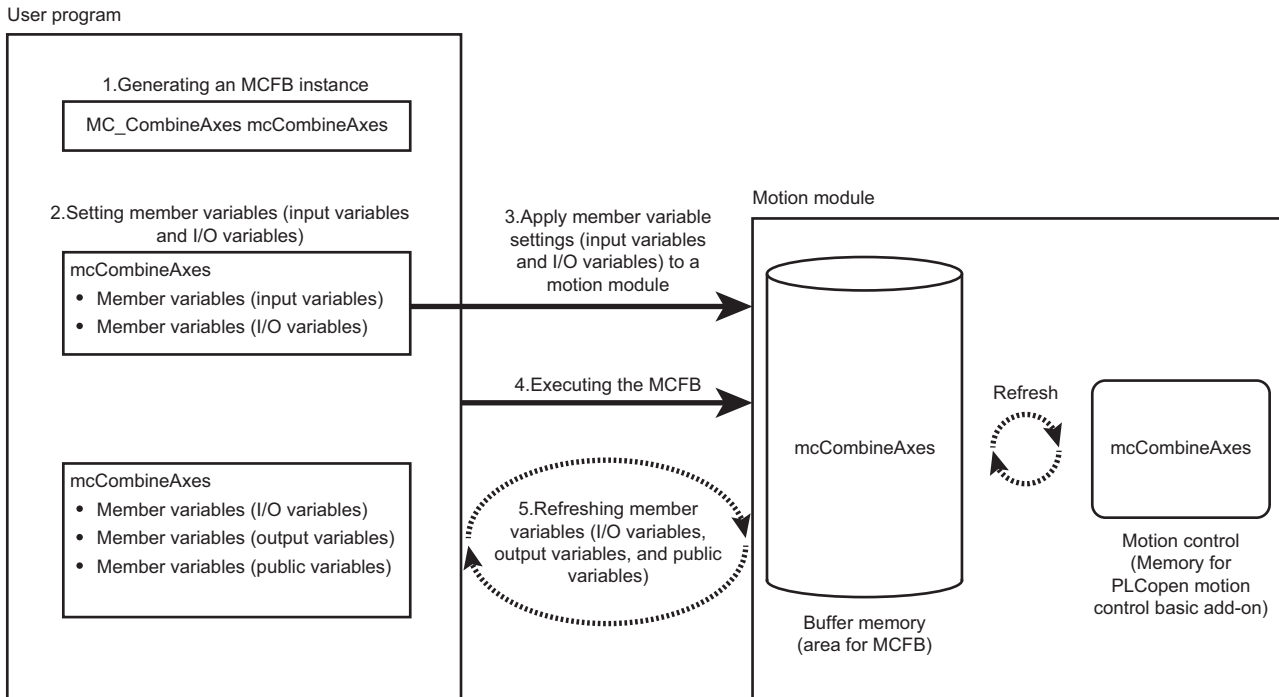 User program
1.Generating an MCFB instance
MC_CombineAxes mcCombineAxes
2.Setting member variables (input variables
and I/O variables)
mcCombineAxes
• Member variables (input variables)
• Member variables (I/O variables)
3.Apply member variable
settings (input variables
and I/O variables) to a
motion module
4.Executing the MCFB
mcCombineAxes
• Member variables (I/O variables)
• Member variables (output variables)
• Member variables (public variables)
5.Refreshing member
variables (I/O variables,
output variables, and public
variables)
Motion module
mcCombineAxes
Buffer memory
(area for MCFB)
Refresh
mcCombineAxes
Motion control
(Memory for
PLCopen motion
control basic add-on)